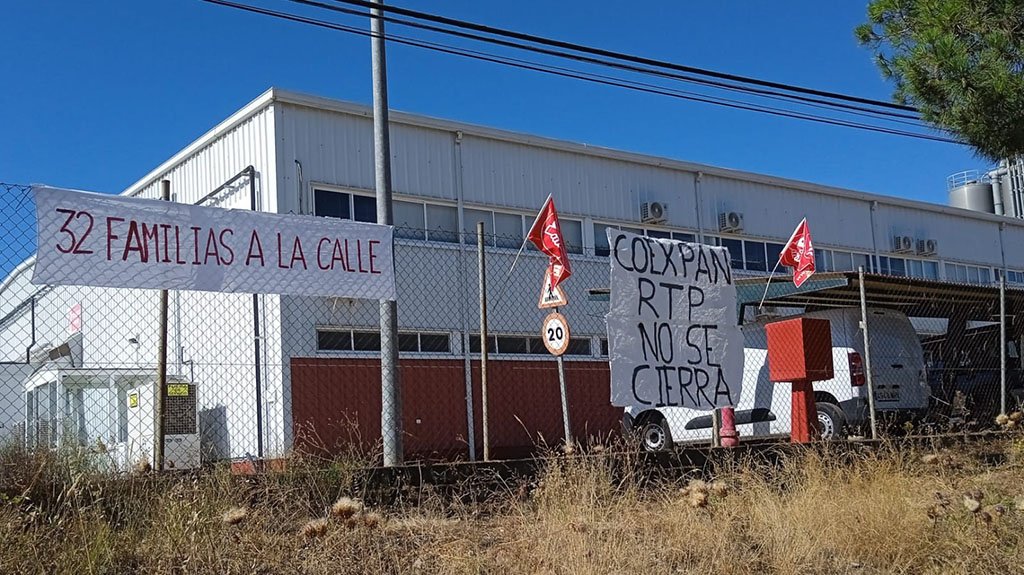 32 FAMILIAS A LA CALLE
COEXPAN
RTP
NO SE
CIERRA
20